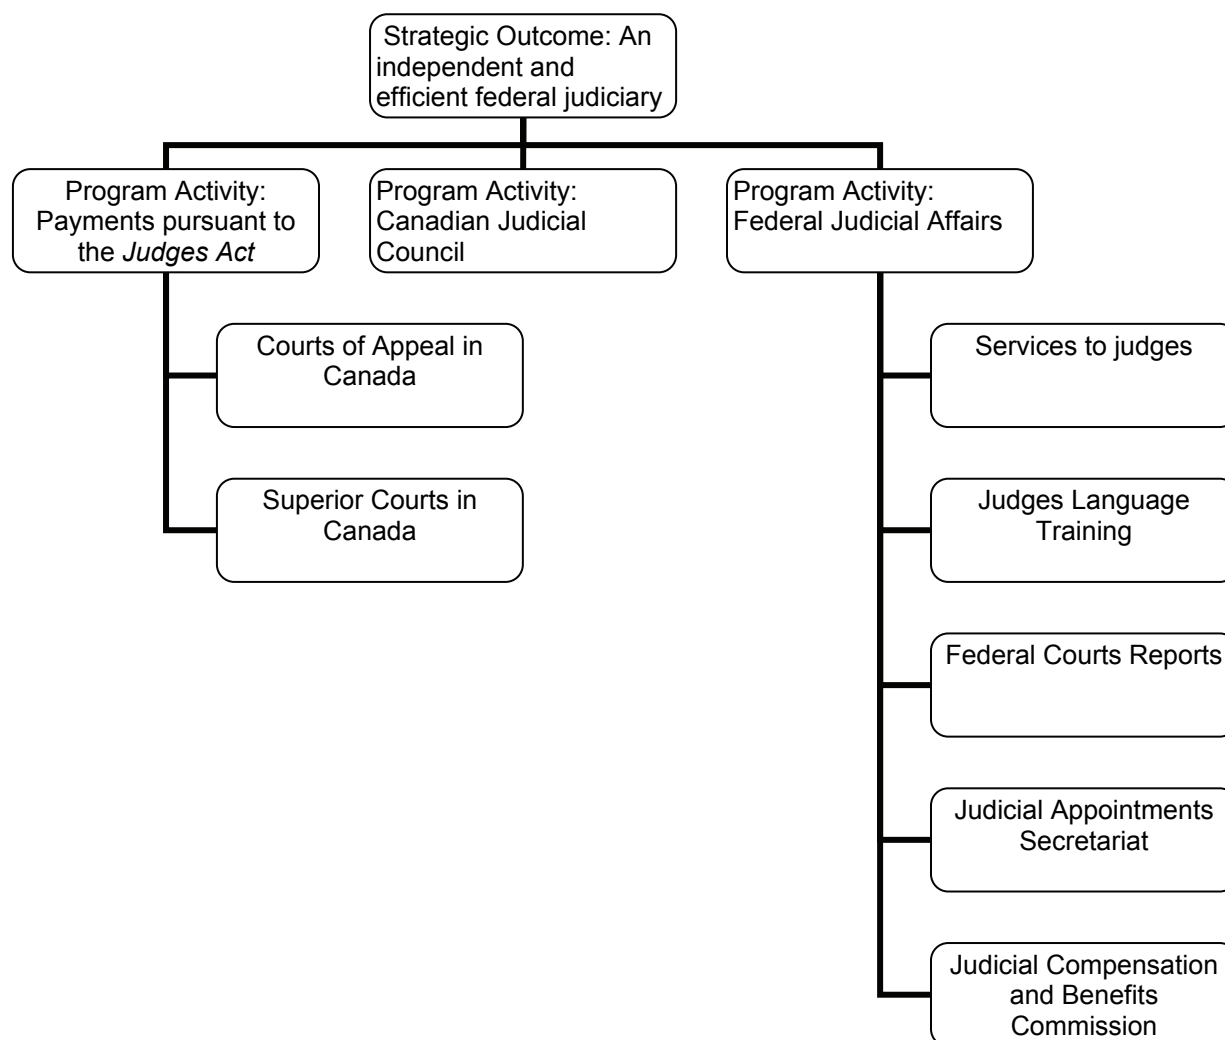 Strategic Outcome: An
independent and
efficient federal judiciary
Program Activity:
Payments pursuant to
the Judges Act
Program Activity:
Canadian Judicial
Council
Program Activity:
Federal Judicial Affairs
Courts of Appeal in
Canada
Superior Courts in
Canada
Services to judges
Judges Language
Training
Federal Courts Reports
Judicial Appointments
Secretariat
Judicial Compensation
and Benefits
Commission